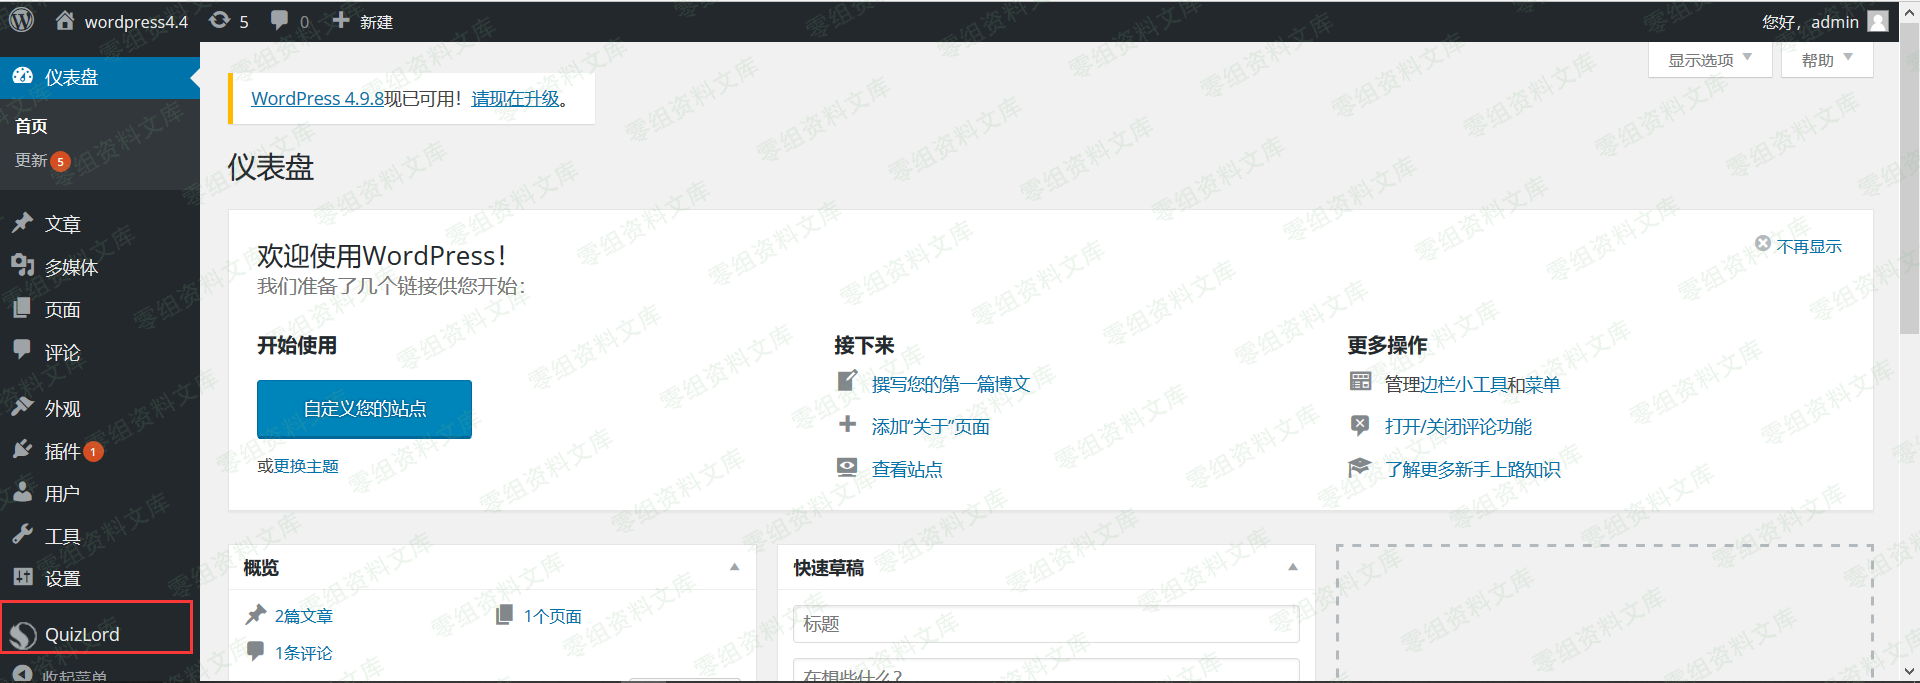 wordpress4.4 5 0 新建
您好，admin
仪表盘
首页
更新 5
文章
多媒体
页面
评论
外观
插件 1
用户
工具
设置
QuizLord
收起菜单
显示选项 帮助
WordPress 4.9.8现已可用！请现在升级。
仪表盘
欢迎使用WordPress！
我们准备了几个链接供您开始：
不再显示
开始使用
自定义您的站点
或更换主题
接下来
撰写您的第一篇博文
添加“关于”页面
查看站点
更多操作
管理边栏小工具和菜单
打开/关闭评论功能
了解更多新手上路知识
概览
2篇文章 1个页面
1条评论
快速草稿
标题
在想些什么？
零组资料文库